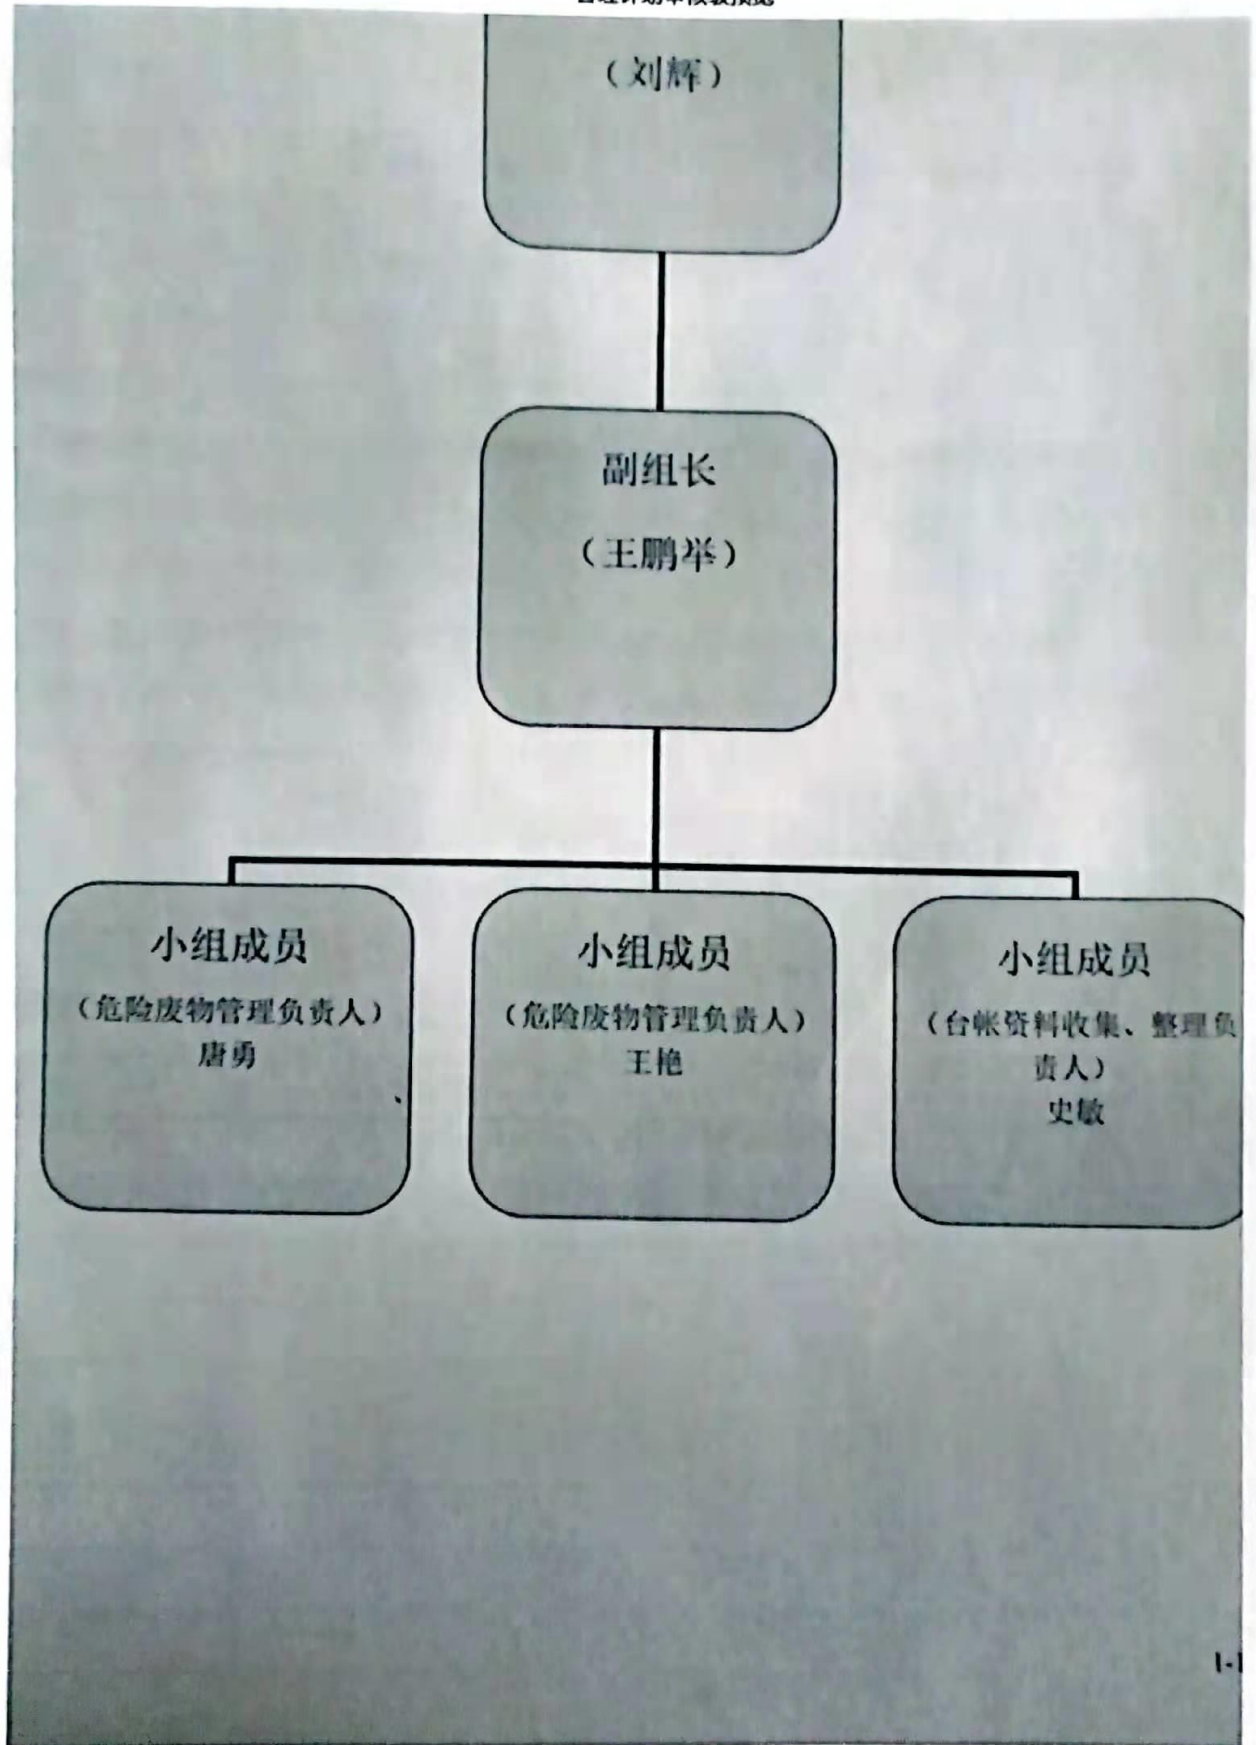 （刘辉）
副组长
（王鹏举）
小组成员
（危险废物管理负责人）
唐勇
小组成员
（危险废物管理负责人）
王艳
小组成员
（台帐资料收集、整理负
责人）
史敏